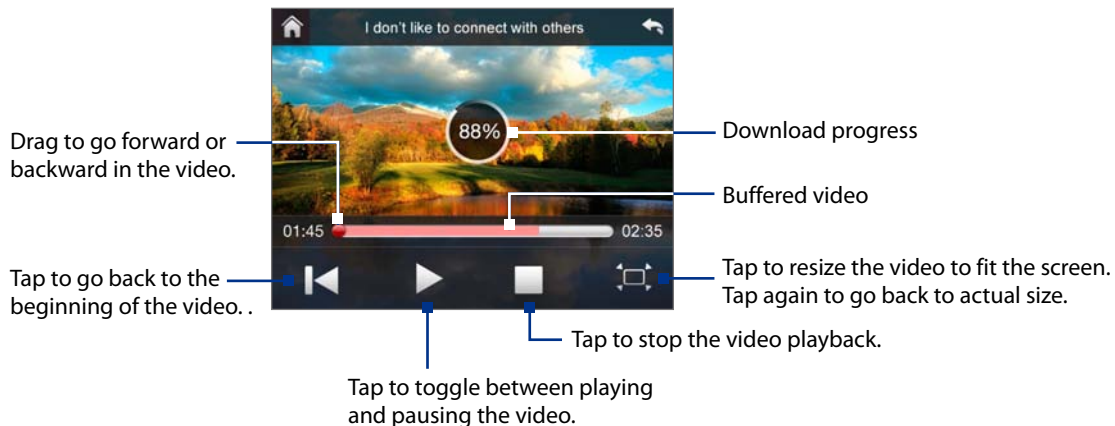 I don't like to connect with others
88%
Download progress
Drag to go forward or
backward in the video.
Buffered video
01:45
02:35
Tap to go back to the
beginning of the video. .
Tap to resize the video to fit the screen.
Tap again to go back to actual size.
Tap to stop the video playback.
Tap to toggle between playing
and pausing the video.